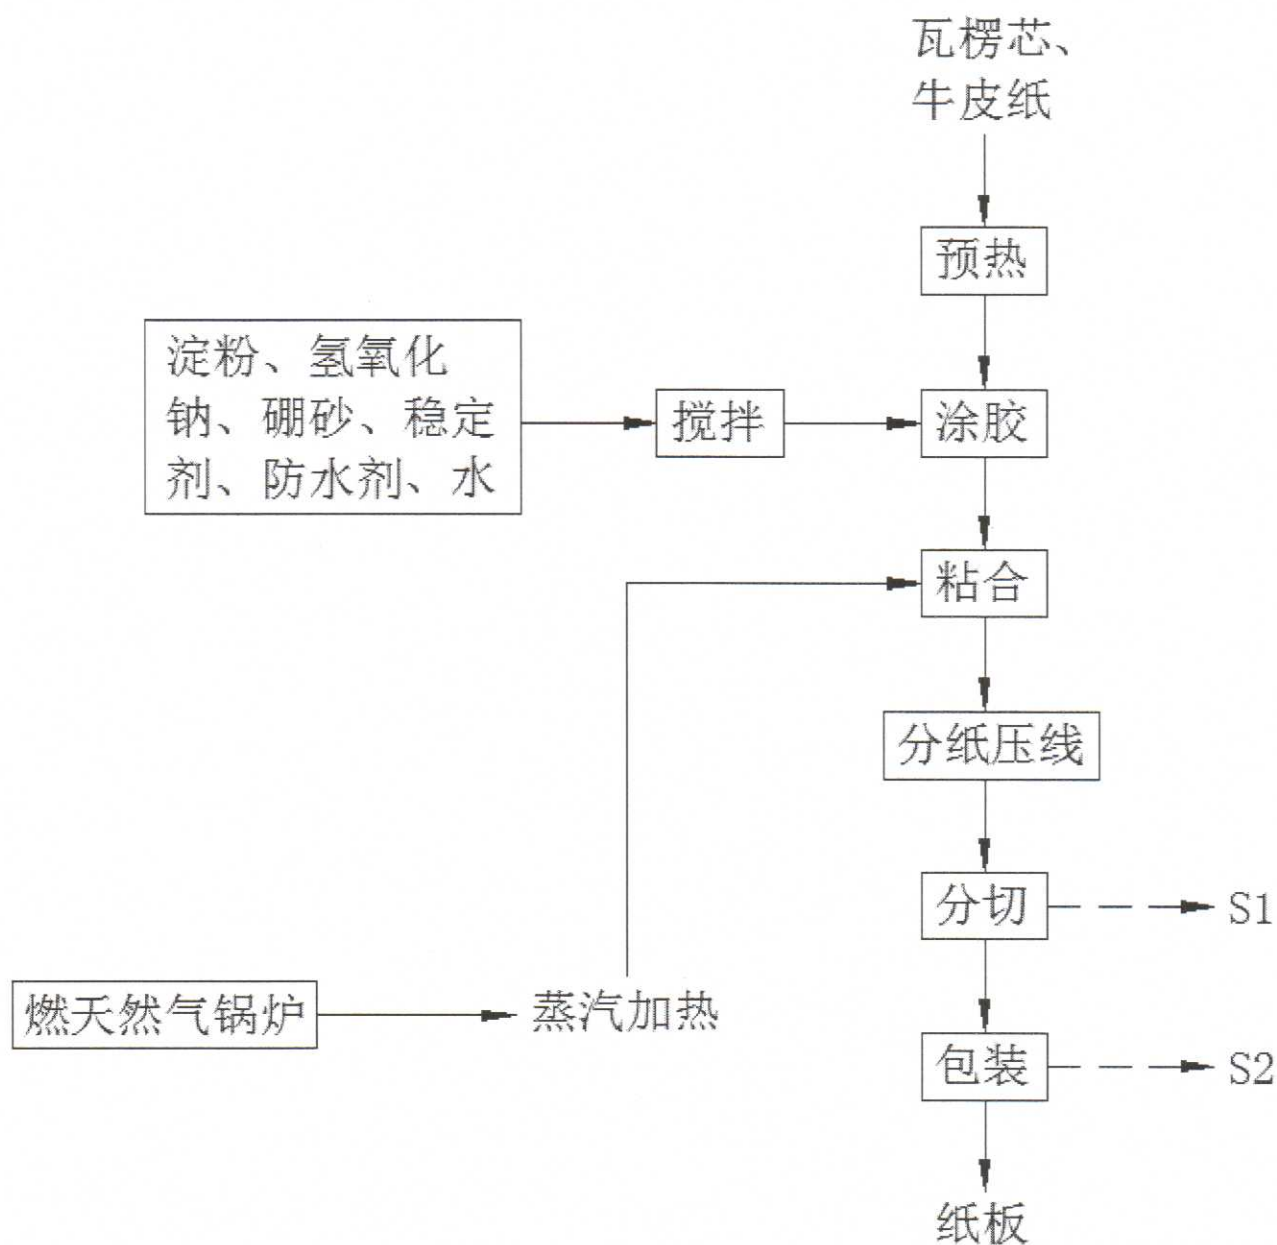 瓦楞芯、
牛皮纸
预热
淀粉、氢氧化
钠、硼砂、稳定
剂、防水剂、水
搅拌
涂胶
粘合
分纸压线
分切
S1
燃天然气锅炉
蒸汽加热
包装
S2
纸板